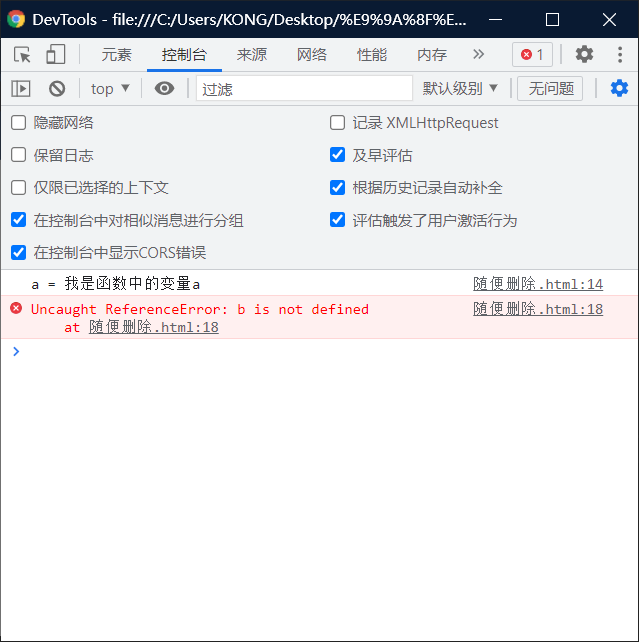 DevTools - file:///C:/Users/KONG/Desktop/%E9%9A%8F%E...
元素 控制台 来源 网络 性能 内存 » 1
top ▼ 过滤 默认级别 ▼ 无问题
隐藏网络 记录 XMLHttpRequest
保留日志 及早评估
仅限已选择的上下文 根据历史记录自动补全
在控制台中对相似消息进行分组 评估触发了用户激活行为
在控制台中显示CORS错误
a = 我是函数中的变量a 随便删除.html:14
Uncaught ReferenceError: b is not defined 随便删除.html:18
at 随便删除.html:18